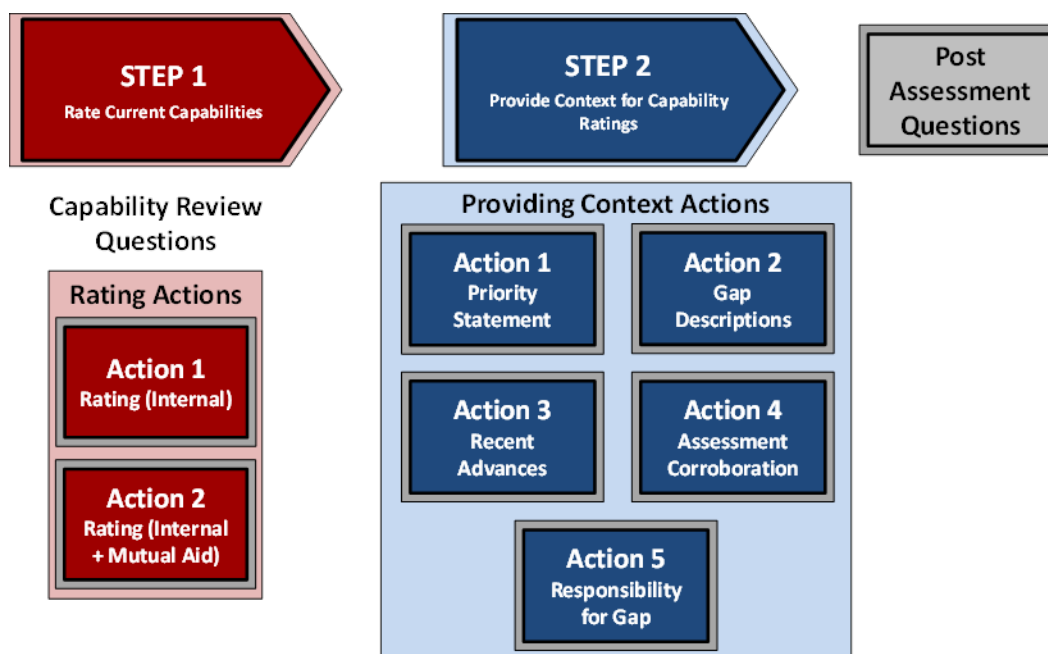 STEP 1
Rate Current Capabilities
STEP 2
Provide Context for Capability
Ratings
Post
Assessment
Questions
Capability Review
Questions
Rating Actions
Action 1
Rating (Internal)
Action 2
Rating (Internal
+ Mutual Aid)
Providing Context Actions
Action 1
Priority
Statement
Action 2
Gap
Descriptions
Action 3
Recent
Advances
Action 4
Assessment
Corroboration
Action 5
Responsibility
for Gap